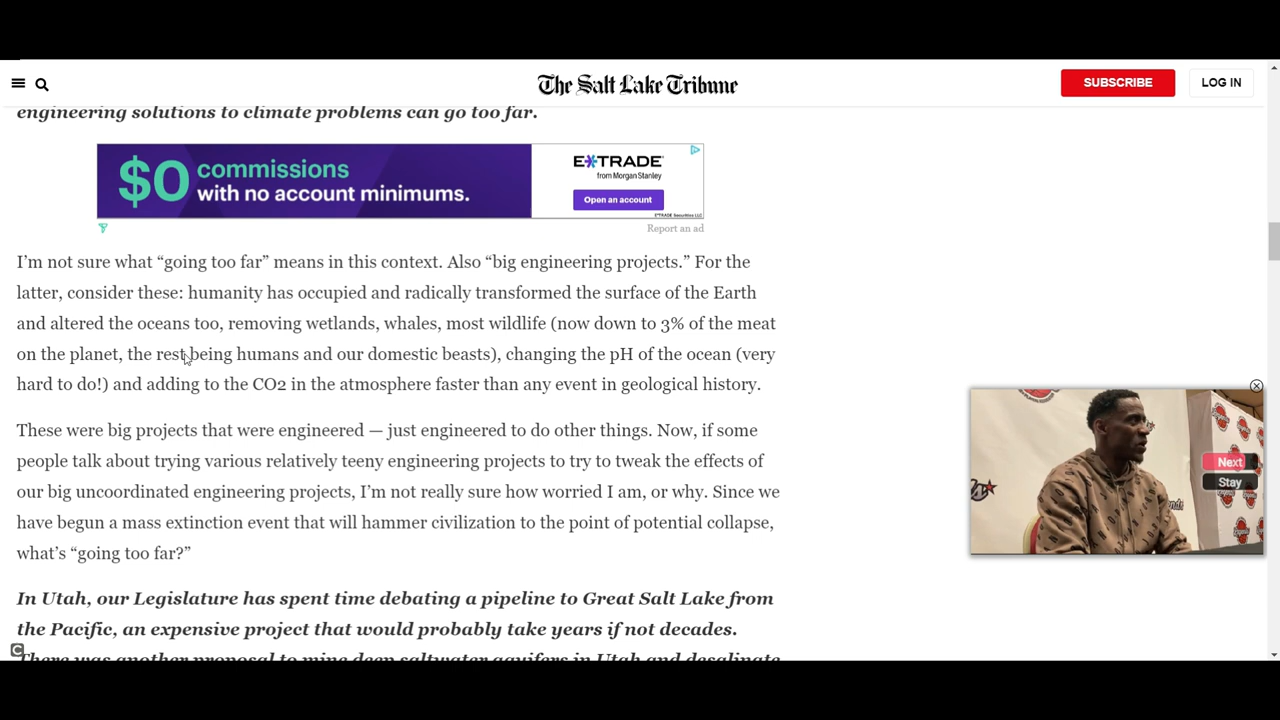 The Salt Lake Tribune
SUBSCRIBE
LOG IN
engineering solutions to climate problems can go too far.
$0 commissions
with no account minimums.
E*TRADE
from Morgan Stanley
Open an account
E*TRADE Securities LLC
Report an ad
I’m not sure what “going too far” means in this context. Also “big engineering projects.” For the
latter, consider these: humanity has occupied and radically transformed the surface of the Earth
and altered the oceans too, removing wetlands, whales, most wildlife (now down to 3% of the meat
on the planet, the rest being humans and our domestic beasts), changing the pH of the ocean (very
hard to do!) and adding to the CO2 in the atmosphere faster than any event in geological history.
These were big projects that were engineered — just engineered to do other things. Now, if some
people talk about trying various relatively teeny engineering projects to try to tweak the effects of
our big uncoordinated engineering projects, I’m not really sure how worried I am, or why. Since we
have begun a mass extinction event that will hammer civilization to the point of potential collapse,
what’s “going too far?”
Next
Stay
In Utah, our Legislature has spent time debating a pipeline to Great Salt Lake from
the Pacific, an expensive project that would probably take years if not decades.
There was another proposal to mine deep saltwater aquifers in Utah and desalinate